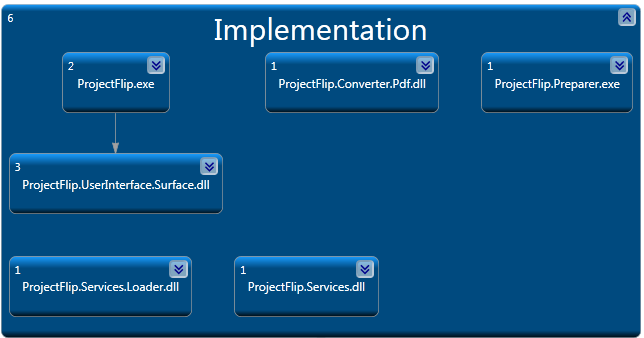 6
Implementation
2
ProjectFlip.exe
1
ProjectFlip.Converter.Pdf.dll
1
ProjectFlip.Preparer.exe
3
ProjectFlip.UserInterface.Surface.dll
1
ProjectFlip.Services.Loader.dll
1
ProjectFlip.Services.dll